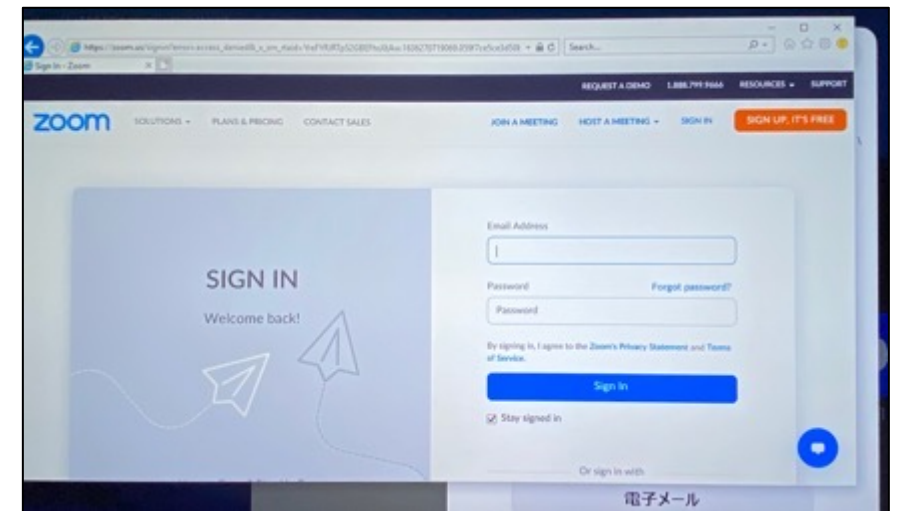 Search...
Sign In - Zoom
REQUEST A DEMO 1.888.799.9666 RESOURCES SUPPORT
zoom SOLUTIONS PLANS & PRICING CONTACT SALES JOIN A MEETING HOST A MEETING SIGN IN SIGN UP, IT'S FREE
Email Address
SIGN IN
Welcome back!
Password Forgot password?
Password
By signing in, I agree to the Zoom's Privacy Statement and Terms
of Service.
Sign In
Stay signed in
Or sign in with
電子メール